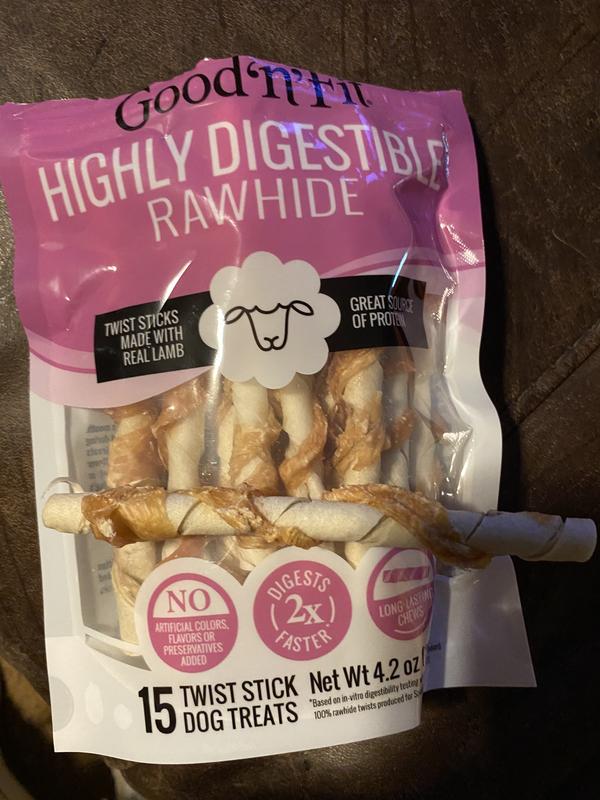 Good'n'Fit
HIGHLY DIGESTIBLE
RAWHIDE
TWIST STICKS
MADE WITH
REAL LAMB
GREAT SOURCE
OF PROTEIN
NO
ARTIFICIAL COLORS,
FLAVORS OR
PRESERVATIVES
ADDED
DIGESTS
2x
FASTER*
LONG LASTING
CHEWS
15 TWIST STICK
DOG TREATS
Net Wt 4.2 oz
*Based on in-vitro digestibility testing
100% rawhide twists produced for